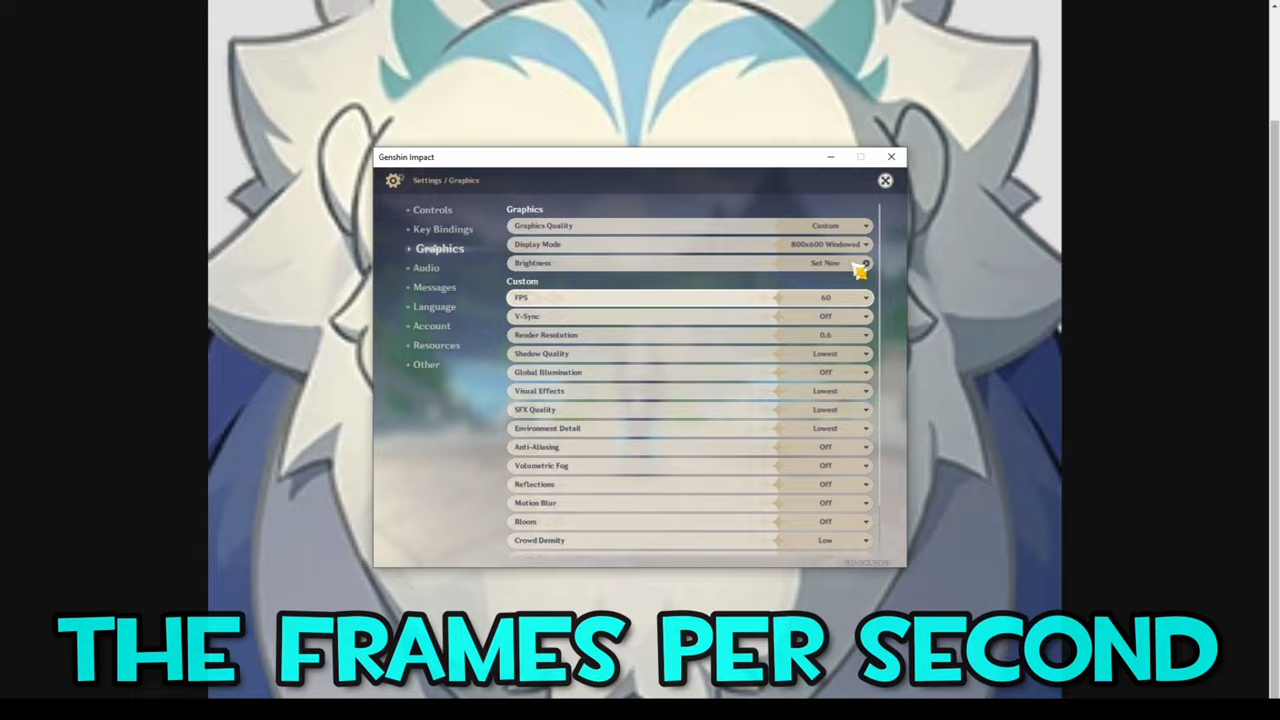 Genshin Impact
Settings / Graphics
Controls
Key Bindings
Graphics
Audio
Messages
Language
Account
Resources
Other
Graphics
Graphics Quality Custom
Display Mode 800x600 Windowed
Brightness Set Now
Custom
FPS 60
V-Sync Off
Render Resolution 0.6
Shadow Quality Lowest
Global Illumination Off
Visual Effects Lowest
SFX Quality Lowest
Environment Detail Lowest
Anti-Aliasing Off
Volumetric Fog Off
Reflections Off
Motion Blur Off
Bloom Off
Crowd Density Low
THE FRAMES PER SECOND